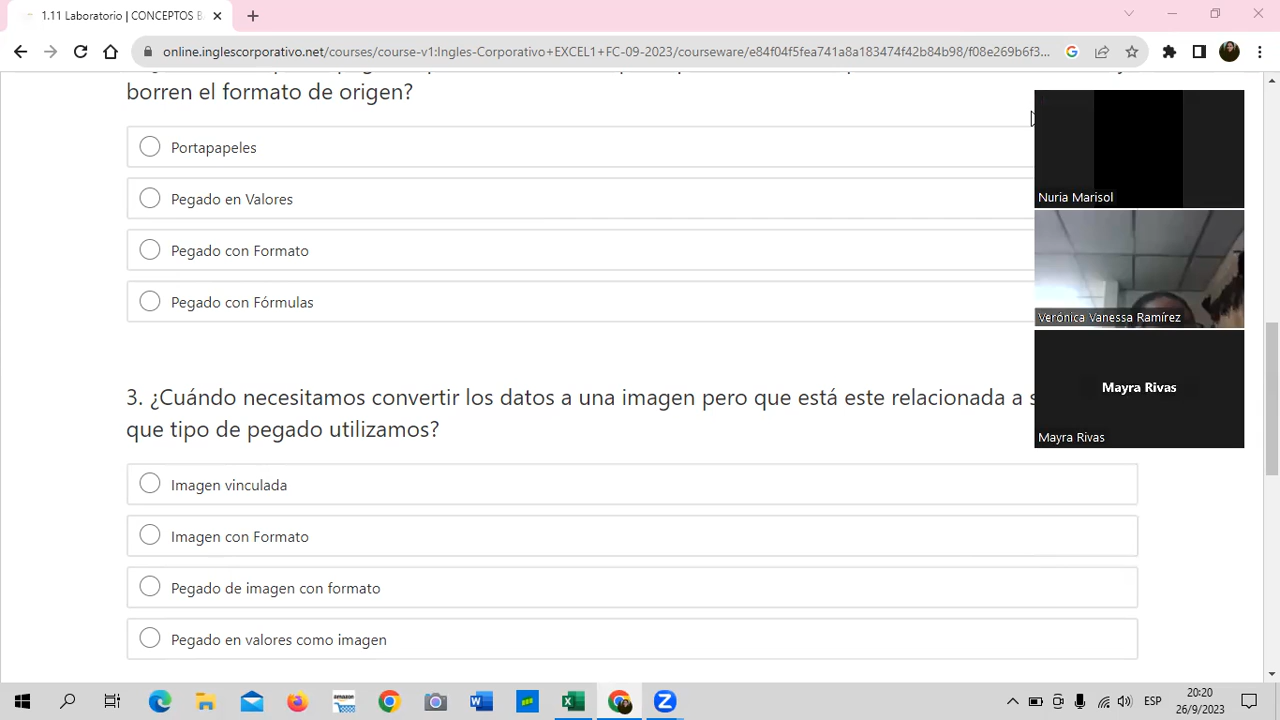 1.11 Laboratorio | CONCEPTOS B
online.inglescorporativo.net/courses/course-v1:Ingles-Corporativo+EXCEL1+FC-09-2023/courseware/e84f04f5fea741a8a183474f42b84b98/f08e269b6f3...
borren el formato de origen?
Portapapeles
Pegado en Valores
Pegado con Formato
Pegado con Fórmulas
Nuria Marisol
Verónica Vanessa Ramírez
Mayra Rivas
Mayra Rivas
3. ¿Cuándo necesitamos convertir los datos a una imagen pero que está este relacionada a
que tipo de pegado utilizamos?
Imagen vinculada
Imagen con Formato
Pegado de imagen con formato
Pegado en valores como imagen
ESP
20:20
26/9/2023